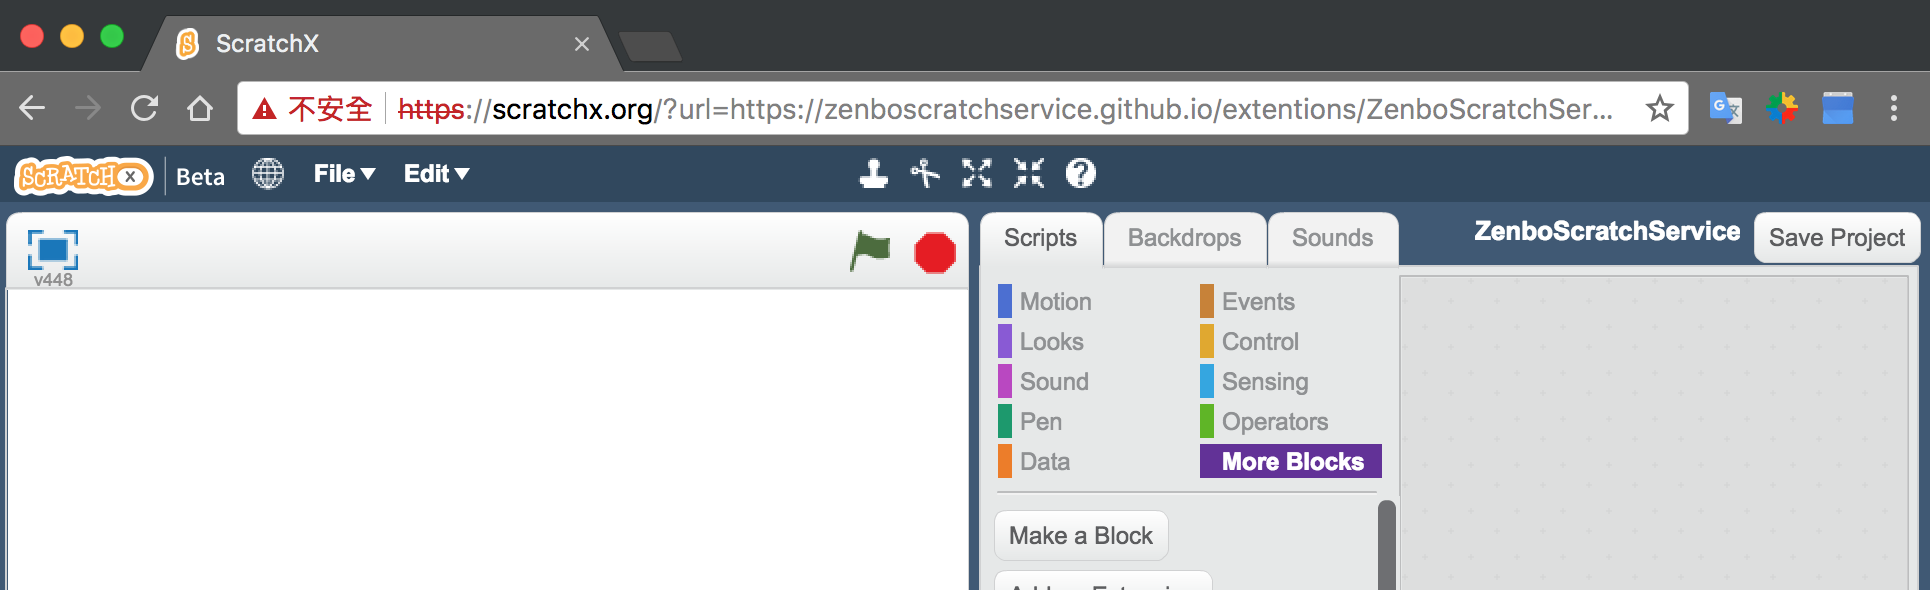 ScratchX
不安全 https://scratchx.org/?url=https://zenboscratchservice.github.io/extentions/ZenboScratchSer...
SCRATCH X Beta File Edit
v448
Scripts Backdrops Sounds ZenboScratchService Save Project
Motion Events
Looks Control
Sound Sensing
Pen Operators
Data More Blocks
Make a Block